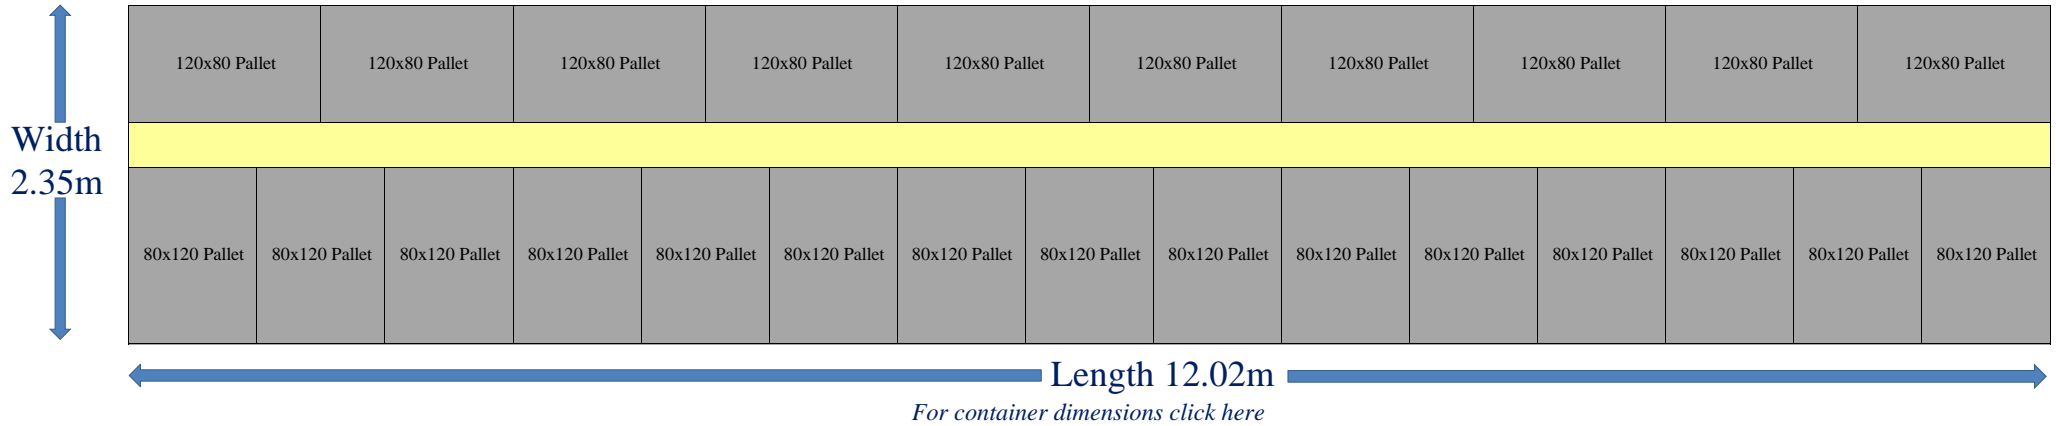 120x80 Pallet 120x80 Pallet 120x80 Pallet 120x80 Pallet 120x80 Pallet 120x80 Pallet 120x80 Pallet 120x80 Pallet 120x80 Pallet 120x80 Pallet
Width
2.35m
80x120 Pallet 80x120 Pallet 80x120 Pallet 80x120 Pallet 80x120 Pallet 80x120 Pallet 80x120 Pallet 80x120 Pallet 80x120 Pallet 80x120 Pallet 80x120 Pallet 80x120 Pallet 80x120 Pallet 80x120 Pallet 80x120 Pallet
Length 12.02m
For container dimensions click here